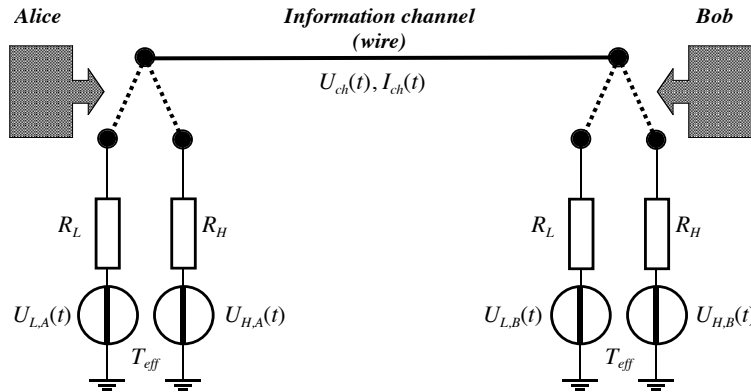 Alice
Information channel
(wire)
Bob
U_ch(t), I_ch(t)
R_L
R_H
R_L
R_H
U_L,A(t)
U_H,A(t)
U_L,B(t)
U_H,B(t)
T_eff
T_eff